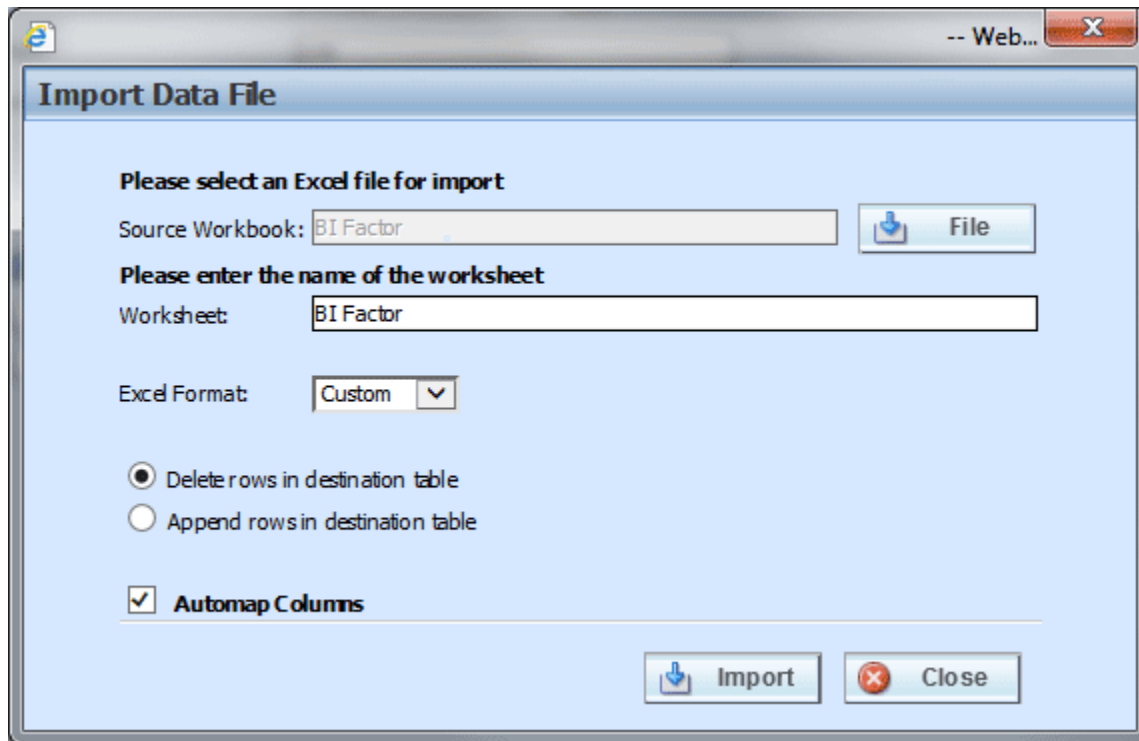 -- Web...
Import Data File
Please select an Excel file for import
Source Workbook: BI Factor File
Please enter the name of the worksheet
Worksheet: BI Factor
Excel Format: Custom
Delete rows in destination table
Append rows in destination table
Automap Columns
Import Close